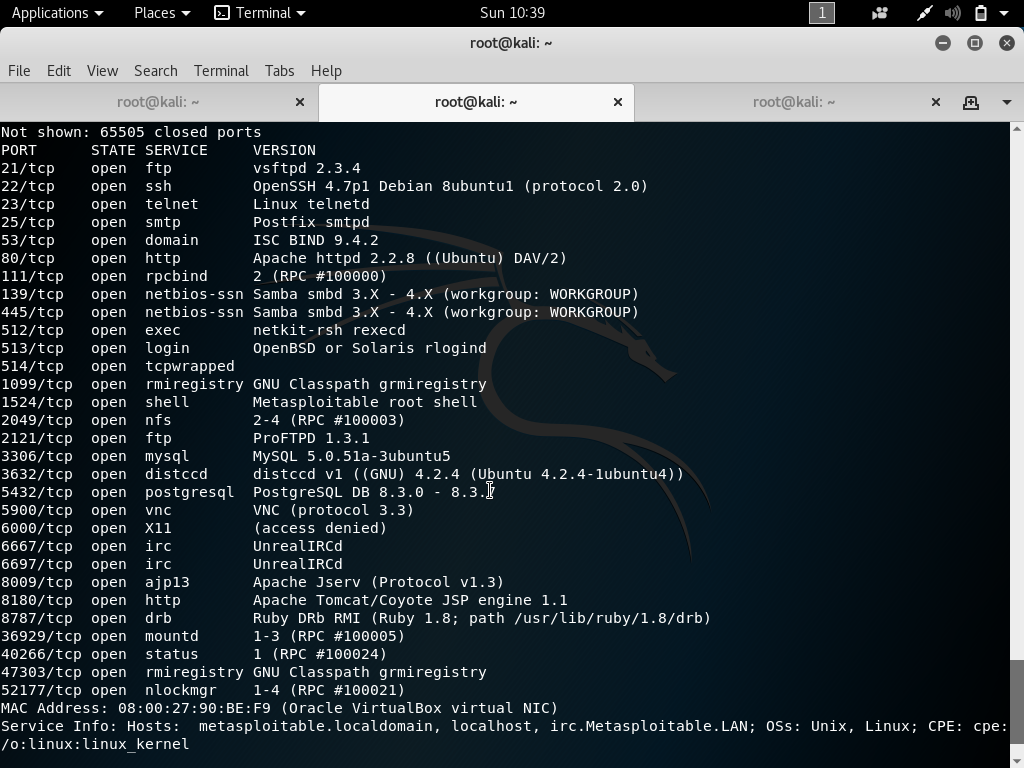 Applications Places Terminal Sun 10:39 1
root@kali: ~
File Edit View Search Terminal Tabs Help
root@kali: ~ root@kali: ~ root@kali: ~
Not shown: 65505 closed ports
PORT STATE SERVICE VERSION
21/tcp open ftp vsftpd 2.3.4
22/tcp open ssh OpenSSH 4.7p1 Debian 8ubuntu1 (protocol 2.0)
23/tcp open telnet Linux telnetd
25/tcp open smtp Postfix smtpd
53/tcp open domain ISC BIND 9.4.2
80/tcp open http Apache httpd 2.2.8 ((Ubuntu) DAV/2)
111/tcp open rpcbind 2 (RPC #100000)
139/tcp open netbios-ssn Samba smbd 3.X - 4.X (workgroup: WORKGROUP)
445/tcp open netbios-ssn Samba smbd 3.X - 4.X (workgroup: WORKGROUP)
512/tcp open exec netkit-rsh rexecd
513/tcp open login OpenBSD or Solaris rlogind
514/tcp open tcpwrapped
1099/tcp open rmiregistry GNU Classpath grmiregistry
1524/tcp open shell Metasploitable root shell
2049/tcp open nfs 2-4 (RPC #100003)
2121/tcp open ftp ProFTPD 1.3.1
3306/tcp open mysql MySQL 5.0.51a-3ubuntu5
3632/tcp open distccd distccd v1 ((GNU) 4.2.4 (Ubuntu 4.2.4-1ubuntu4))
5432/tcp open postgresql PostgreSQL DB 8.3.0 - 8.3.7
5900/tcp open vnc VNC (protocol 3.3)
6000/tcp open X11 (access denied)
6667/tcp open irc UnrealIRCd
6697/tcp open irc UnrealIRCd
8009/tcp open ajp13 Apache Jserv (Protocol v1.3)
8180/tcp open http Apache Tomcat/Coyote JSP engine 1.1
8787/tcp open drb Ruby DRb RMI (Ruby 1.8; path /usr/lib/ruby/1.8/drb)
36929/tcp open mountd 1-3 (RPC #100005)
40266/tcp open status 1 (RPC #100024)
47303/tcp open rmiregistry GNU Classpath grmiregistry
52177/tcp open nlockmgr 1-4 (RPC #100021)
MAC Address: 08:00:27:90:BE:F9 (Oracle VirtualBox virtual NIC)
Service Info: Hosts:  metasploitable.localdomain, localhost, irc.Metasploitable.LAN; OSs: Unix, Linux; CPE: cpe:
/o:linux:linux_kernel